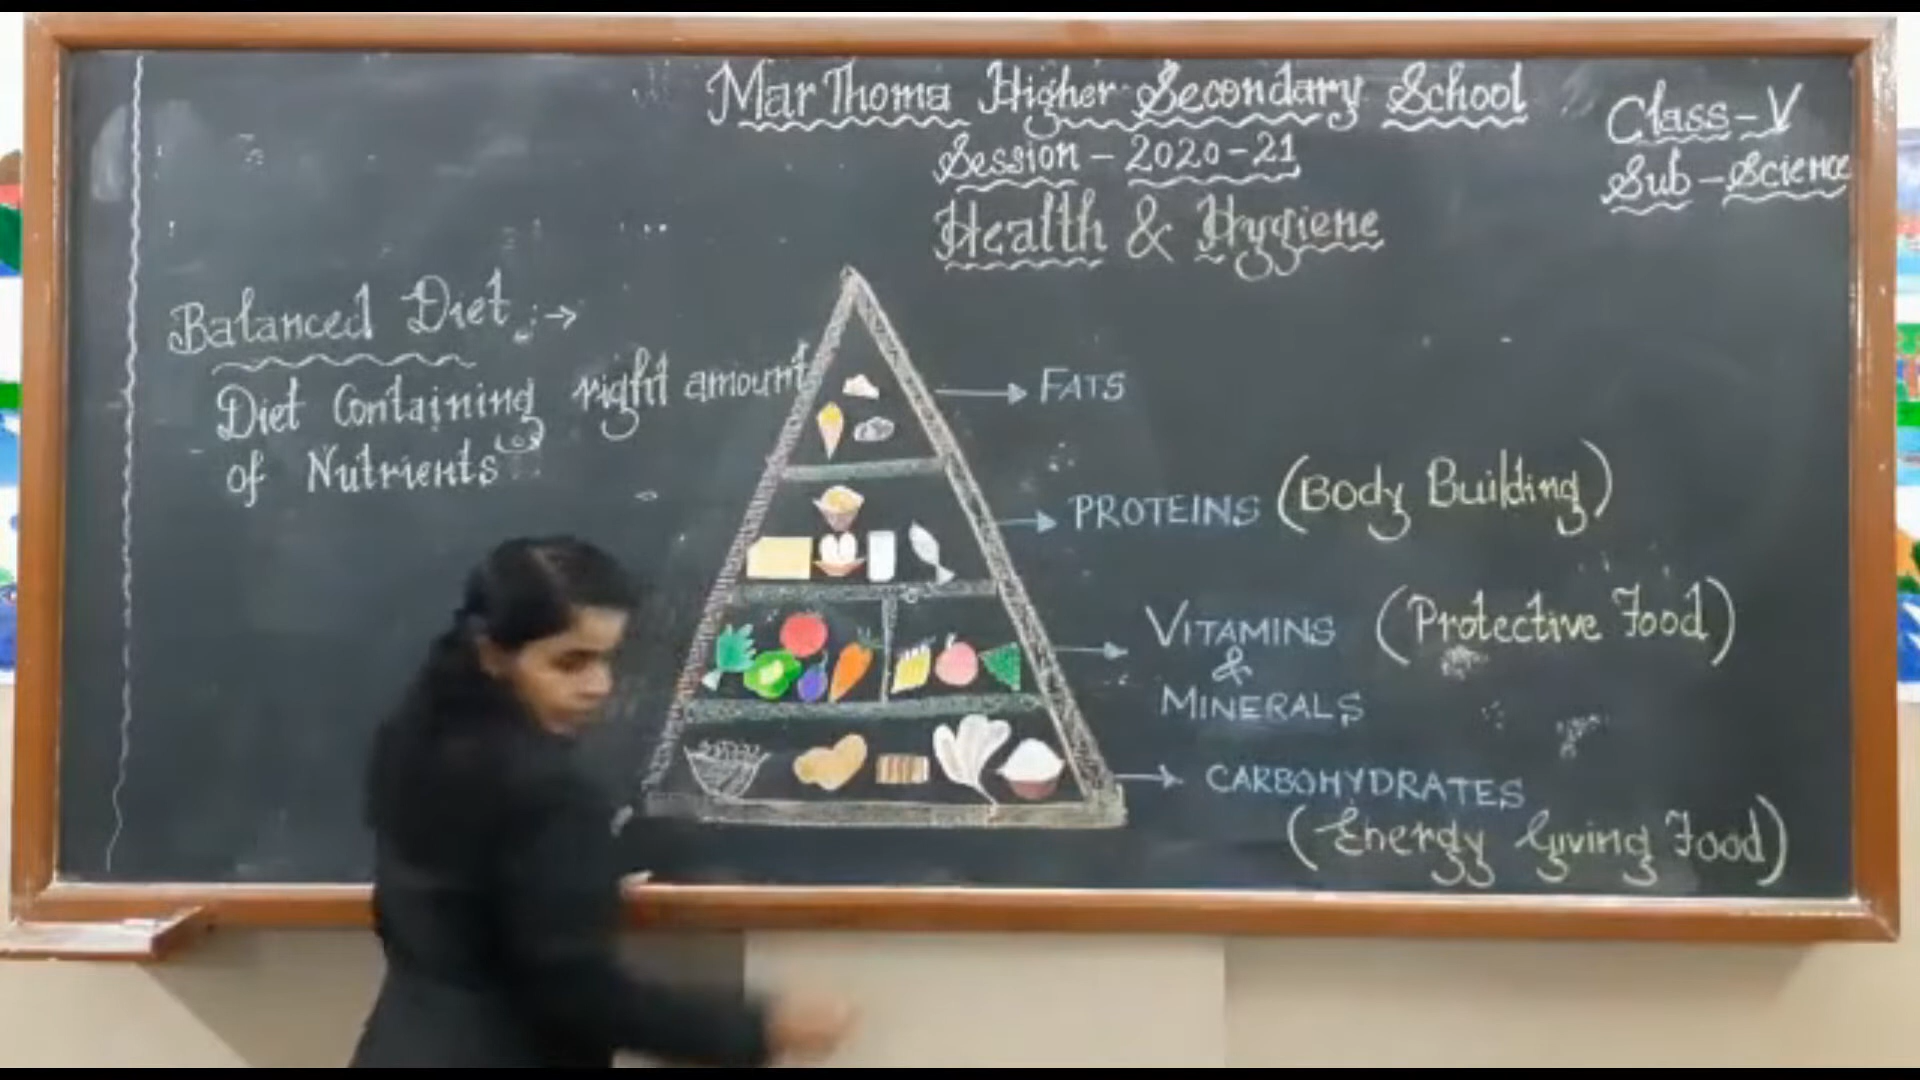 Mar Thoma Higher Secondary School
Session - 2020-21
Health & Hygiene
Class-V
Sub-Science
Balanced Diet :→
Diet Containing right amount
of Nutrients
FATS
PROTEINS (Body Building)
VITAMINS (Protective Food)
&
MINERALS
CARBOHYDRATES
(Energy Giving Food)